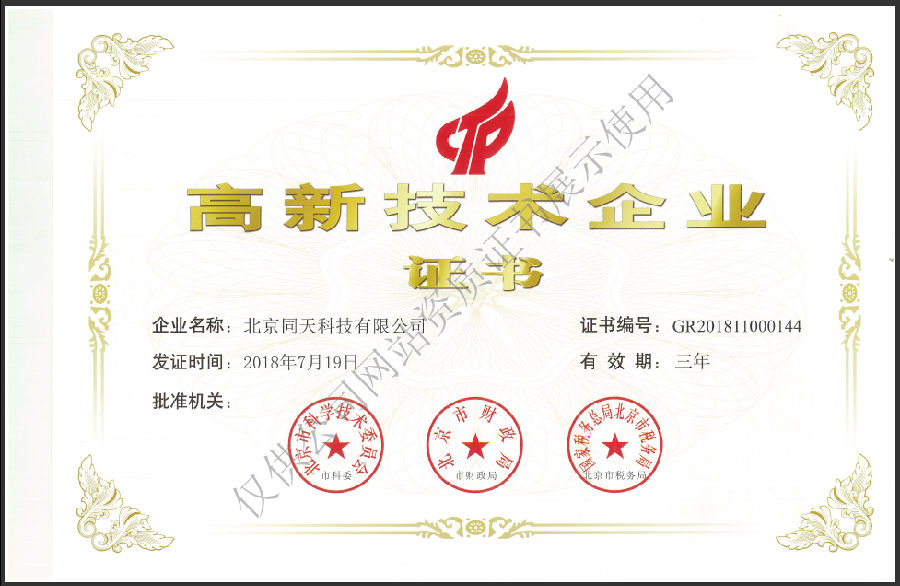 高新技术企业
证书
企业名称：北京同天科技有限公司
证书编号：GR201811000144
发证时间：2018年7月19日
有效期：三年
批准机关：
北京市科学技术委员会
市科委
北京市财政局
市财政局
国家税务总局北京市税务局
北京市税务局
仅供公司网站资质证书展示使用